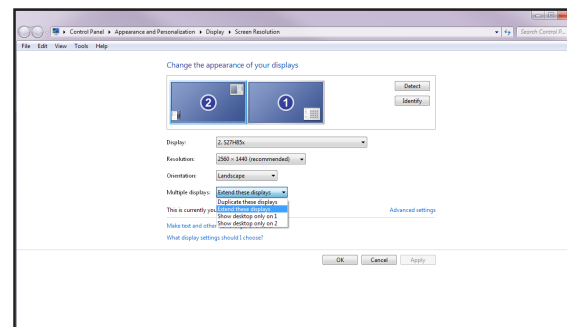 Control Panel ▸ Appearance and Personalization ▸ Display ▸ Screen Resolution
Search Control P...
File Edit View Tools Help
Change the appearance of your displays
2
1
Detect
Identify
Display: 2. S27H85x
Resolution: 2560 × 1440 (recommended)
Orientation: Landscape
Multiple displays: Extend these displays
Duplicate these displays
Extend these displays
Show desktop only on 1
Show desktop only on 2
This is currently you
Advanced settings
Make text and other
What display settings should I choose?
OK Cancel Apply